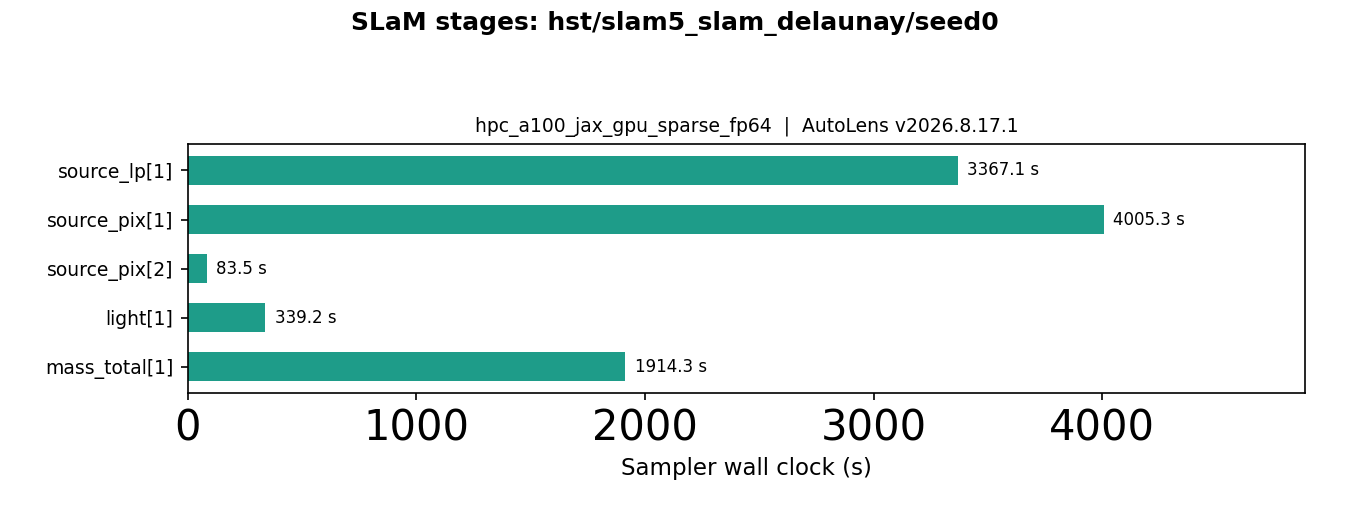 SLaM stages: hst/slam5_slam_delaunay/seed0
hpc_a100_jax_gpu_sparse_fp64 | AutoLens v2026.8.17.1
source_lp[1] 3367.1 s
source_pix[1] 4005.3 s
source_pix[2] 83.5 s
light[1] 339.2 s
mass_total[1] 1914.3 s
0 1000 2000 3000 4000
Sampler wall clock (s)